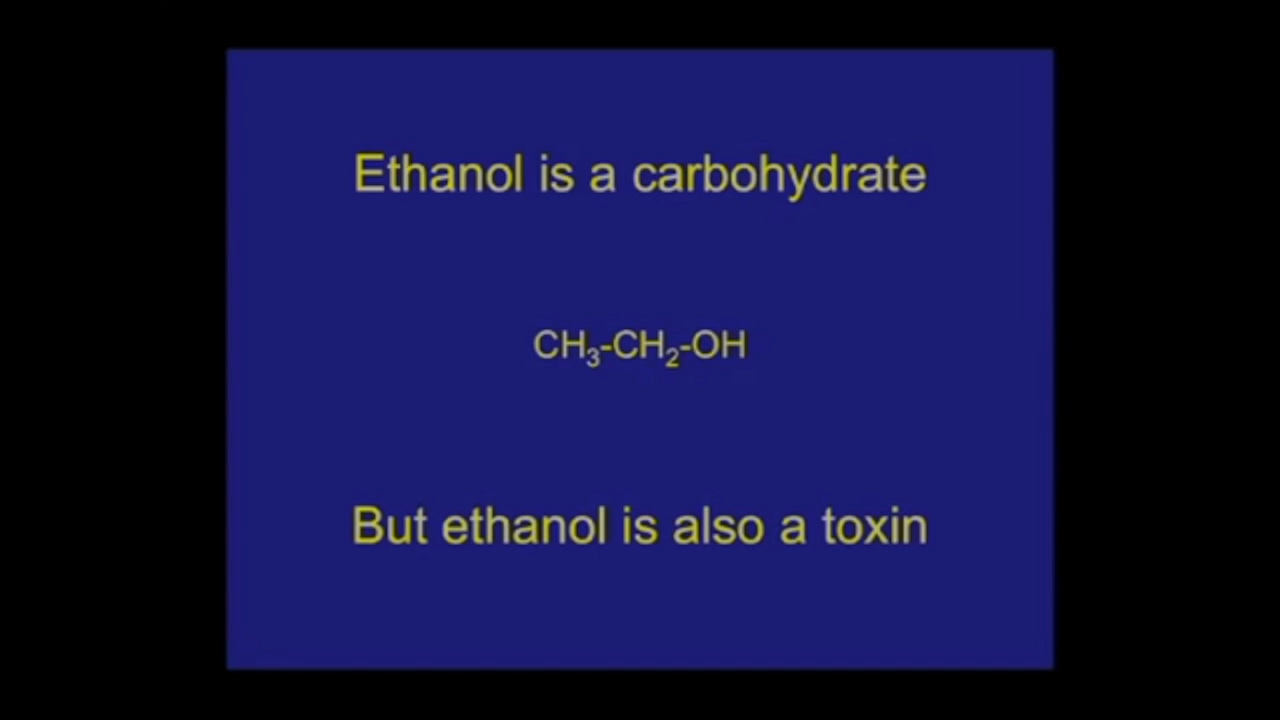 Ethanol is a carbohydrate
CH₃-CH₂-OH
But ethanol is also a toxin